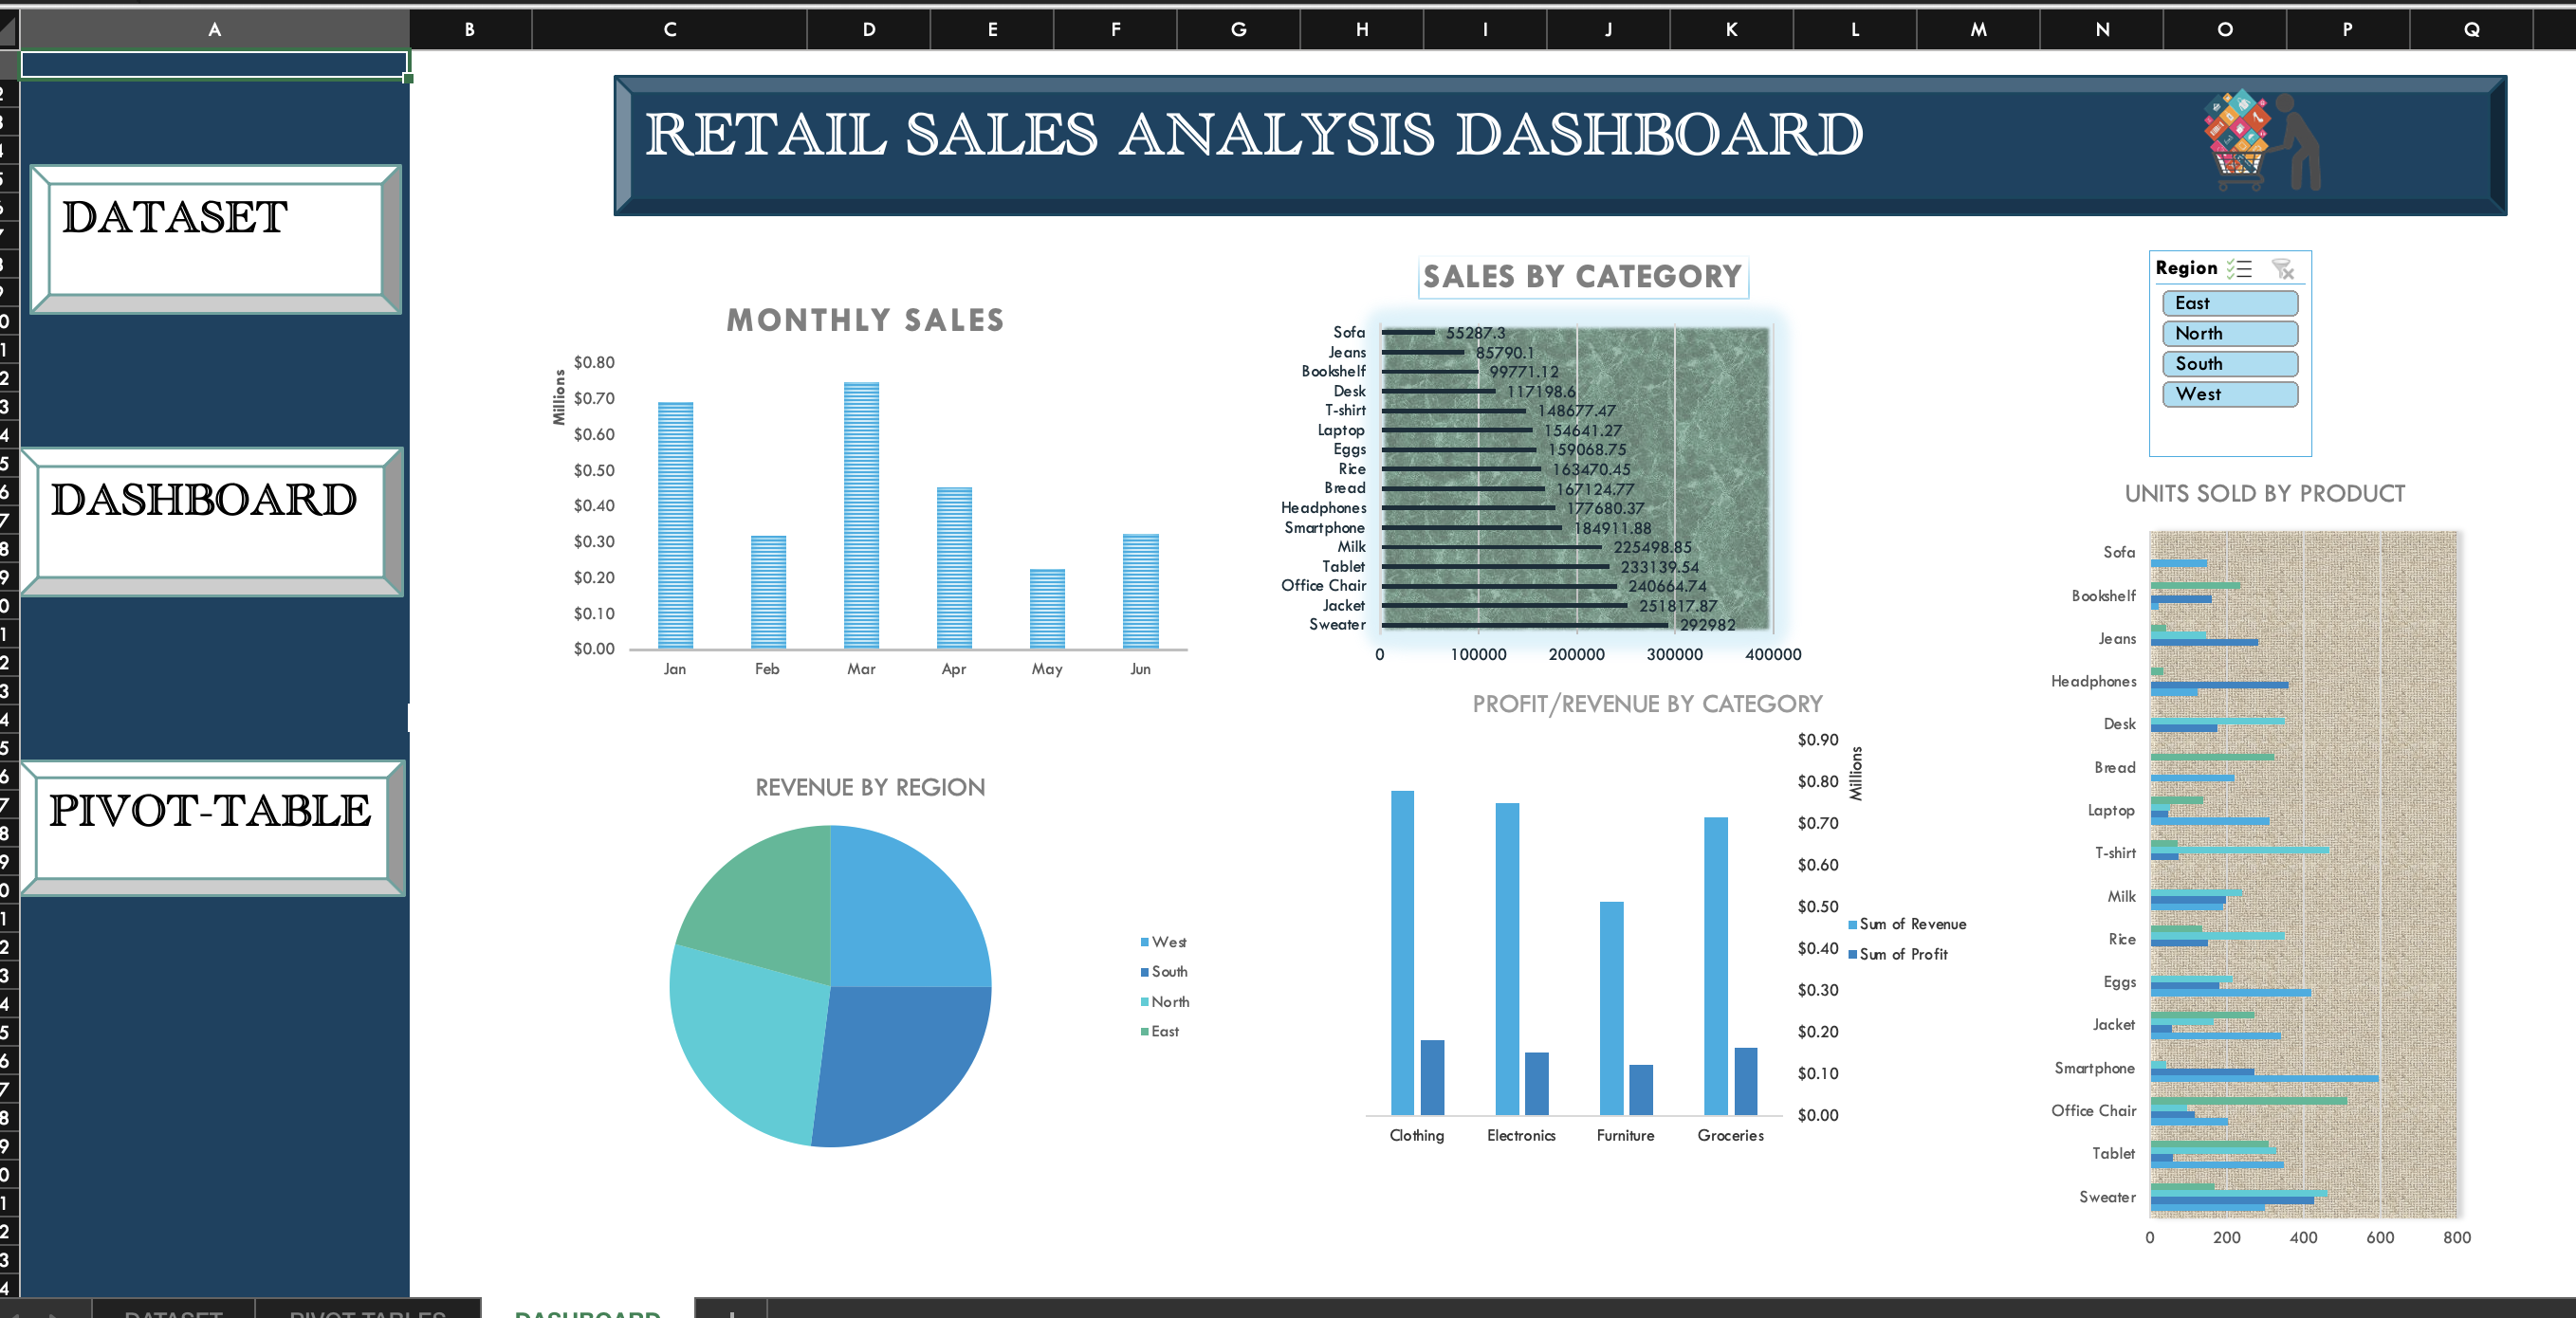 A B C D E F G H I J K L M N O P Q
RETAIL SALES ANALYSIS DASHBOARD
DATASET
DASHBOARD
PIVOT-TABLE
MONTHLY SALES
Millions
$0.80
$0.70
$0.60
$0.50
$0.40
$0.30
$0.20
$0.10
$0.00
Jan Feb Mar Apr May Jun
SALES BY CATEGORY
Sofa 55287.3
Jeans 85790.1
Bookshelf 99771.12
Desk 117198.6
T-shirt 148677.47
Laptop 154641.27
Eggs 159068.75
Rice 163470.45
Bread 167124.77
Headphones 177680.37
Smartphone 184911.88
Milk 225498.85
Tablet 233139.54
Office Chair 240664.74
Jacket 251817.87
Sweater 292982
0 100000 200000 300000 400000
Region
East
North
South
West
REVENUE BY REGION
West
South
North
East
PROFIT/REVENUE BY CATEGORY
Millions
$0.90
$0.80
$0.70
$0.60
$0.50
$0.40
$0.30
$0.20
$0.10
$0.00
Sum of Revenue
Sum of Profit
Clothing Electronics Furniture Groceries
UNITS SOLD BY PRODUCT
Sofa
Bookshelf
Jeans
Headphones
Desk
Bread
Laptop
T-shirt
Milk
Rice
Eggs
Jacket
Smartphone
Office Chair
Tablet
Sweater
0 200 400 600 800
DATASET PIVOT TABLES DASHBOARD